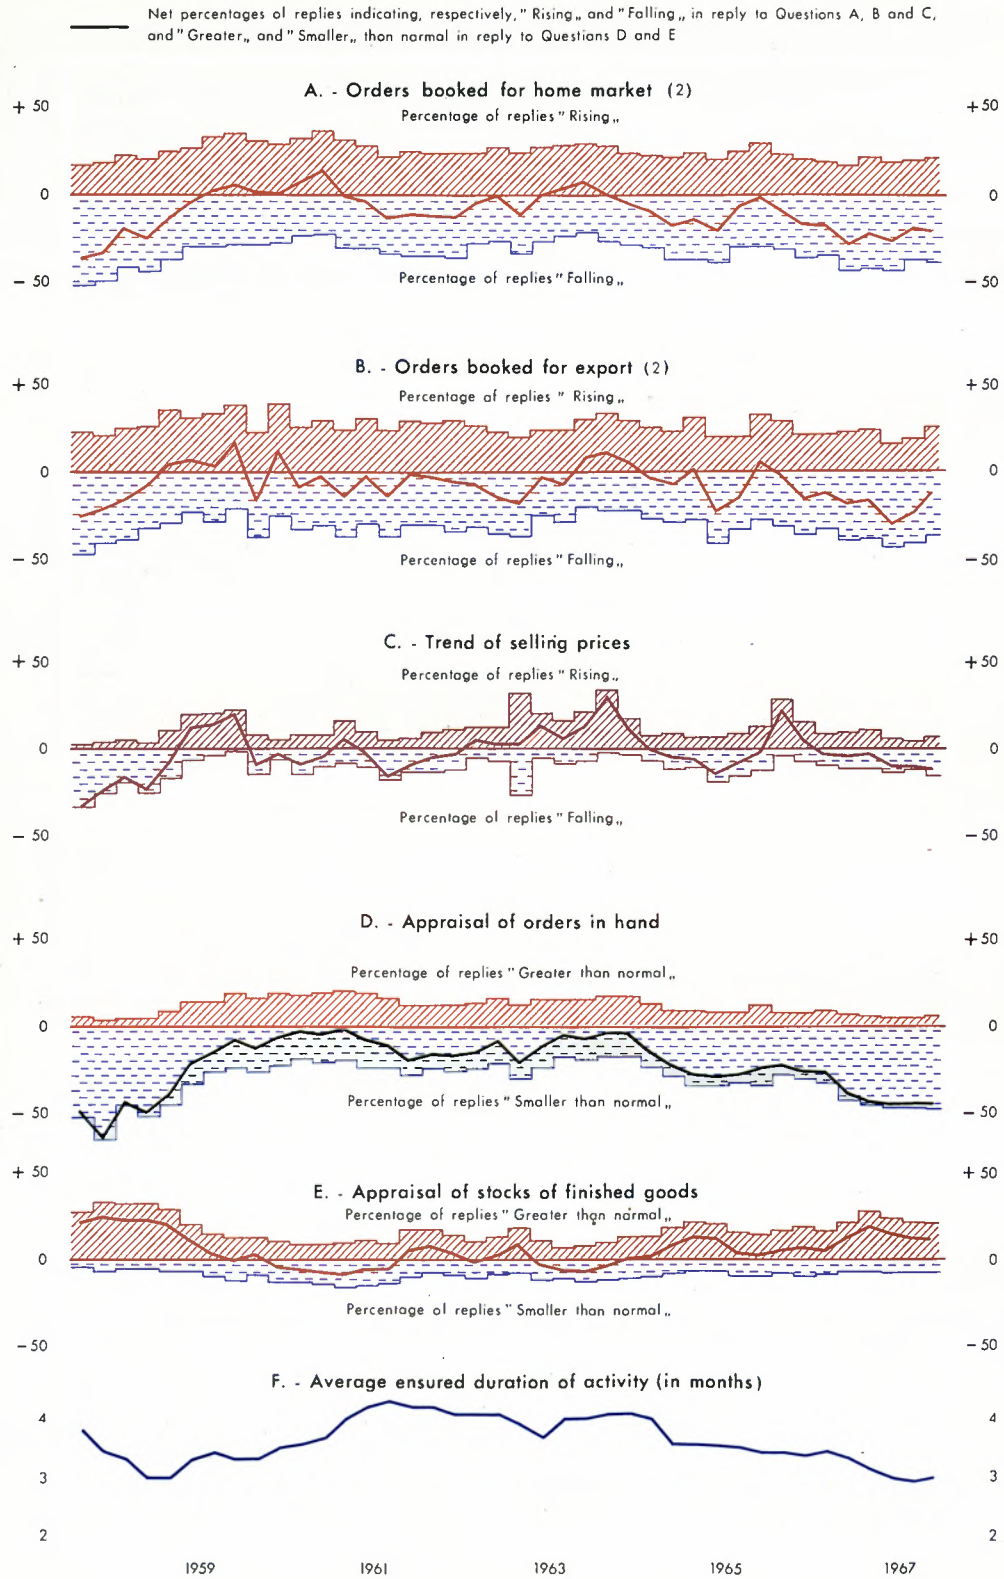 Net percentages of replies indicating, respectively, " Rising „ and " Falling „ in reply to Questions A, B and C,
and " Greater „ and " Smaller „ than normal in reply to Questions D and E
A. - Orders booked for home market (2)
+ 50 +50
Percentage of replies " Rising „
0 0
Percentage of replies " Falling „
− 50 − 50
B. - Orders booked for export (2)
+ 50 + 50
Percentage of replies " Rising „
0 0
Percentage of replies " Falling „
− 50 − 50
C. - Trend of selling prices
+ 50 + 50
Percentage of replies " Rising „
0 0
Percentage of replies " Falling „
− 50 − 50
D. - Appraisal of orders in hand
+ 50 + 50
Percentage of replies " Greater than normal „
0 0
Percentage of replies " Smaller than normal „
− 50 − 50
+ 50 + 50
E. - Appraisal of stocks of finished goods
Percentage of replies " Greater than normal „
0 0
Percentage of replies " Smaller than normal „
− 50 − 50
F. - Average ensured duration of activity (in months)
4 4
3 3
2 2
1959 1961 1963 1965 1967